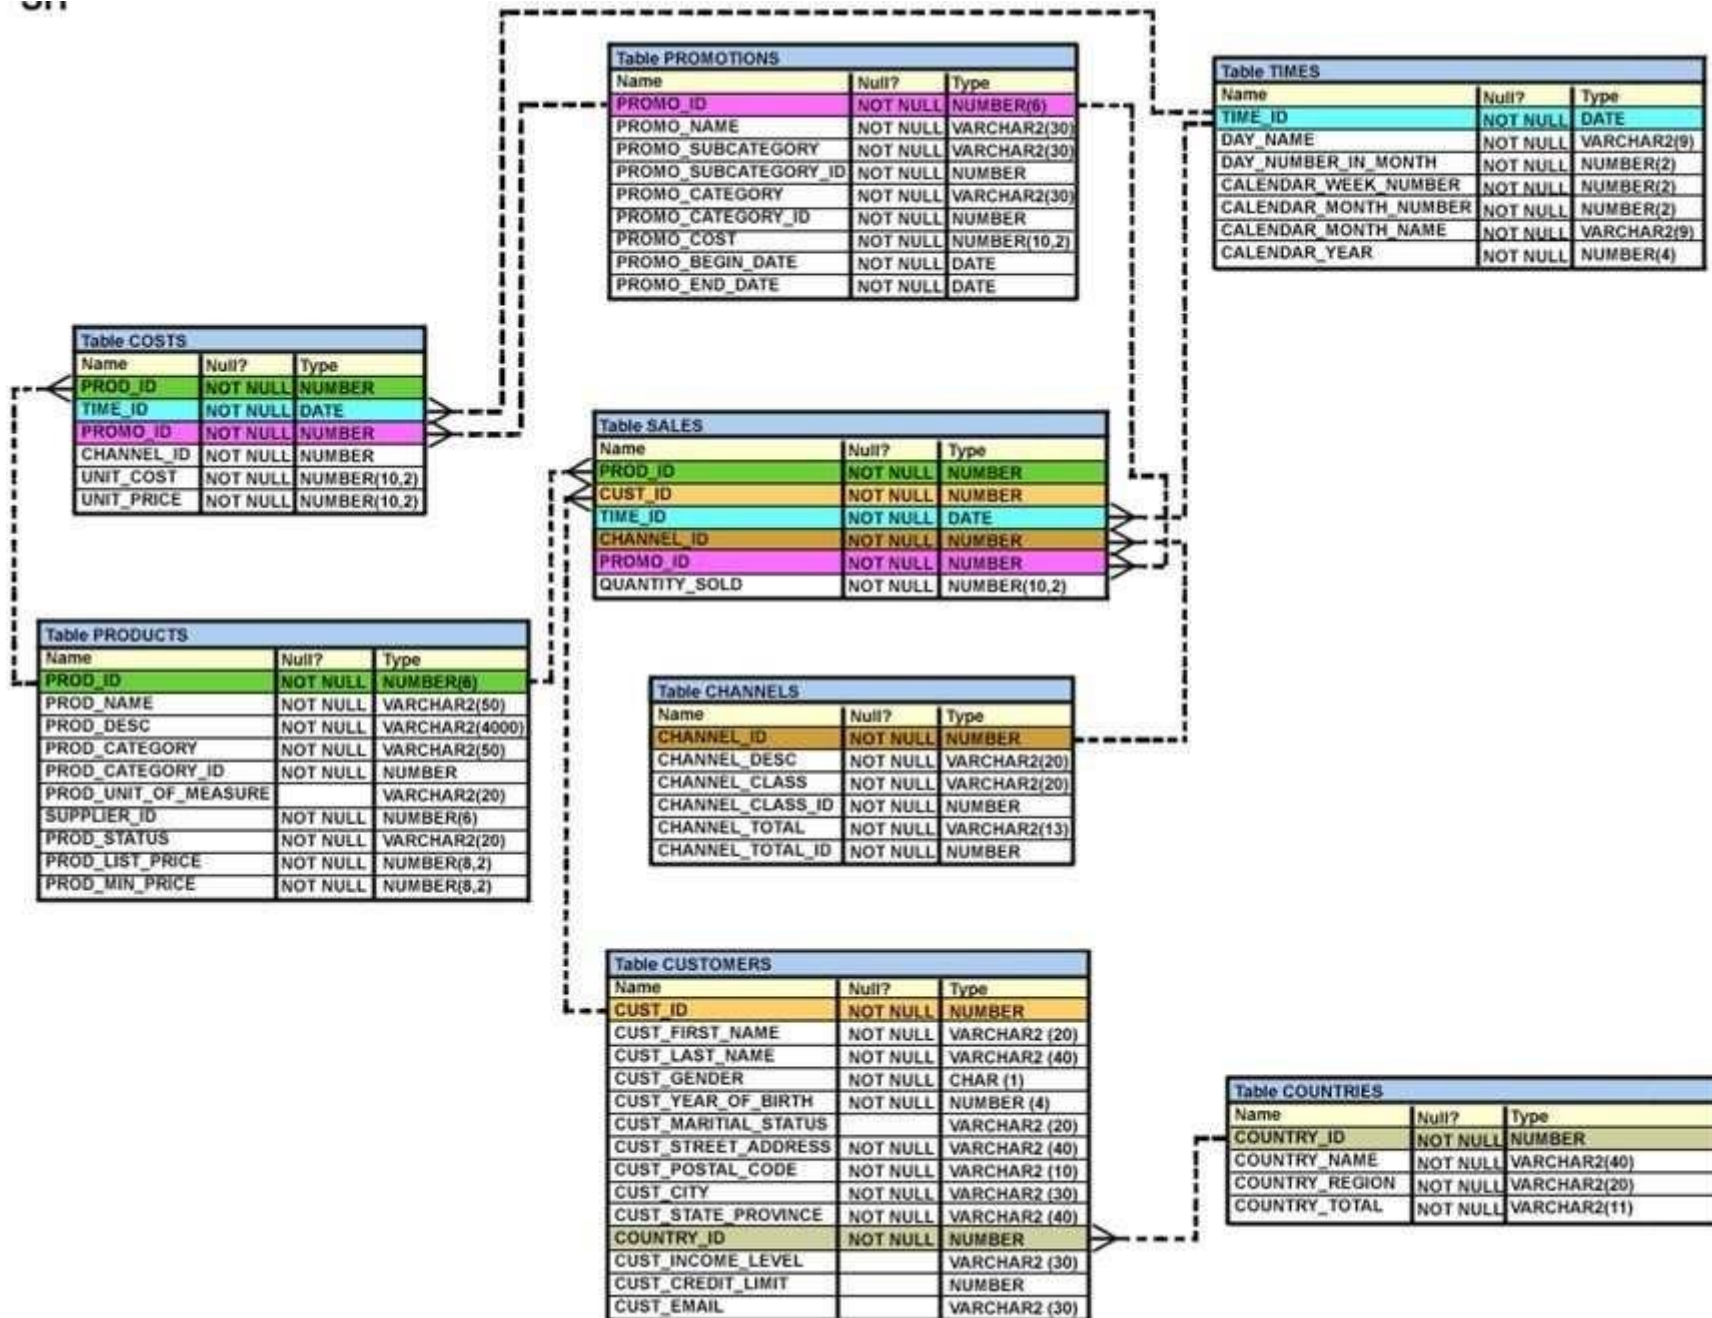 Table PROMOTIONS
Name Null? Type
PROMO_ID NOT NULL NUMBER(6)
PROMO_NAME NOT NULL VARCHAR2(30)
PROMO_SUBCATEGORY NOT NULL VARCHAR2(30)
PROMO_SUBCATEGORY_ID NOT NULL NUMBER
PROMO_CATEGORY NOT NULL VARCHAR2(30)
PROMO_CATEGORY_ID NOT NULL NUMBER
PROMO_COST NOT NULL NUMBER(10,2)
PROMO_BEGIN_DATE NOT NULL DATE
PROMO_END_DATE NOT NULL DATE
Table TIMES
Name Null? Type
TIME_ID NOT NULL DATE
DAY_NAME NOT NULL VARCHAR2(9)
DAY_NUMBER_IN_MONTH NOT NULL NUMBER(2)
CALENDAR_WEEK_NUMBER NOT NULL NUMBER(2)
CALENDAR_MONTH_NUMBER NOT NULL NUMBER(2)
CALENDAR_MONTH_NAME NOT NULL VARCHAR2(9)
CALENDAR_YEAR NOT NULL NUMBER(4)
Table COSTS
Name Null? Type
PROD_ID NOT NULL NUMBER
TIME_ID NOT NULL DATE
PROMO_ID NOT NULL NUMBER
CHANNEL_ID NOT NULL NUMBER
UNIT_COST NOT NULL NUMBER(10,2)
UNIT_PRICE NOT NULL NUMBER(10,2)
Table SALES
Name Null? Type
PROD_ID NOT NULL NUMBER
CUST_ID NOT NULL NUMBER
TIME_ID NOT NULL DATE
CHANNEL_ID NOT NULL NUMBER
PROMO_ID NOT NULL NUMBER
QUANTITY_SOLD NOT NULL NUMBER(10,2)
Table PRODUCTS
Name Null? Type
PROD_ID NOT NULL NUMBER(6)
PROD_NAME NOT NULL VARCHAR2(50)
PROD_DESC NOT NULL VARCHAR2(4000)
PROD_CATEGORY NOT NULL VARCHAR2(50)
PROD_CATEGORY_ID NOT NULL NUMBER
PROD_UNIT_OF_MEASURE VARCHAR2(20)
SUPPLIER_ID NOT NULL NUMBER(6)
PROD_STATUS NOT NULL VARCHAR2(20)
PROD_LIST_PRICE NOT NULL NUMBER(8,2)
PROD_MIN_PRICE NOT NULL NUMBER(8,2)
Table CHANNELS
Name Null? Type
CHANNEL_ID NOT NULL NUMBER
CHANNEL_DESC NOT NULL VARCHAR2(20)
CHANNEL_CLASS NOT NULL VARCHAR2(20)
CHANNEL_CLASS_ID NOT NULL NUMBER
CHANNEL_TOTAL NOT NULL VARCHAR2(13)
CHANNEL_TOTAL_ID NOT NULL NUMBER
Table CUSTOMERS
Name Null? Type
CUST_ID NOT NULL NUMBER
CUST_FIRST_NAME NOT NULL VARCHAR2 (20)
CUST_LAST_NAME NOT NULL VARCHAR2 (40)
CUST_GENDER NOT NULL CHAR (1)
CUST_YEAR_OF_BIRTH NOT NULL NUMBER (4)
CUST_MARITIAL_STATUS VARCHAR2 (20)
CUST_STREET_ADDRESS NOT NULL VARCHAR2 (40)
CUST_POSTAL_CODE NOT NULL VARCHAR2 (10)
CUST_CITY NOT NULL VARCHAR2 (30)
CUST_STATE_PROVINCE NOT NULL VARCHAR2 (40)
COUNTRY_ID NOT NULL NUMBER
CUST_INCOME_LEVEL VARCHAR2 (30)
CUST_CREDIT_LIMIT NUMBER
CUST_EMAIL VARCHAR2 (30)
Table COUNTRIES
Name Null? Type
COUNTRY_ID NOT NULL NUMBER
COUNTRY_NAME NOT NULL VARCHAR2(40)
COUNTRY_REGION NOT NULL VARCHAR2(20)
COUNTRY_TOTAL NOT NULL VARCHAR2(11)